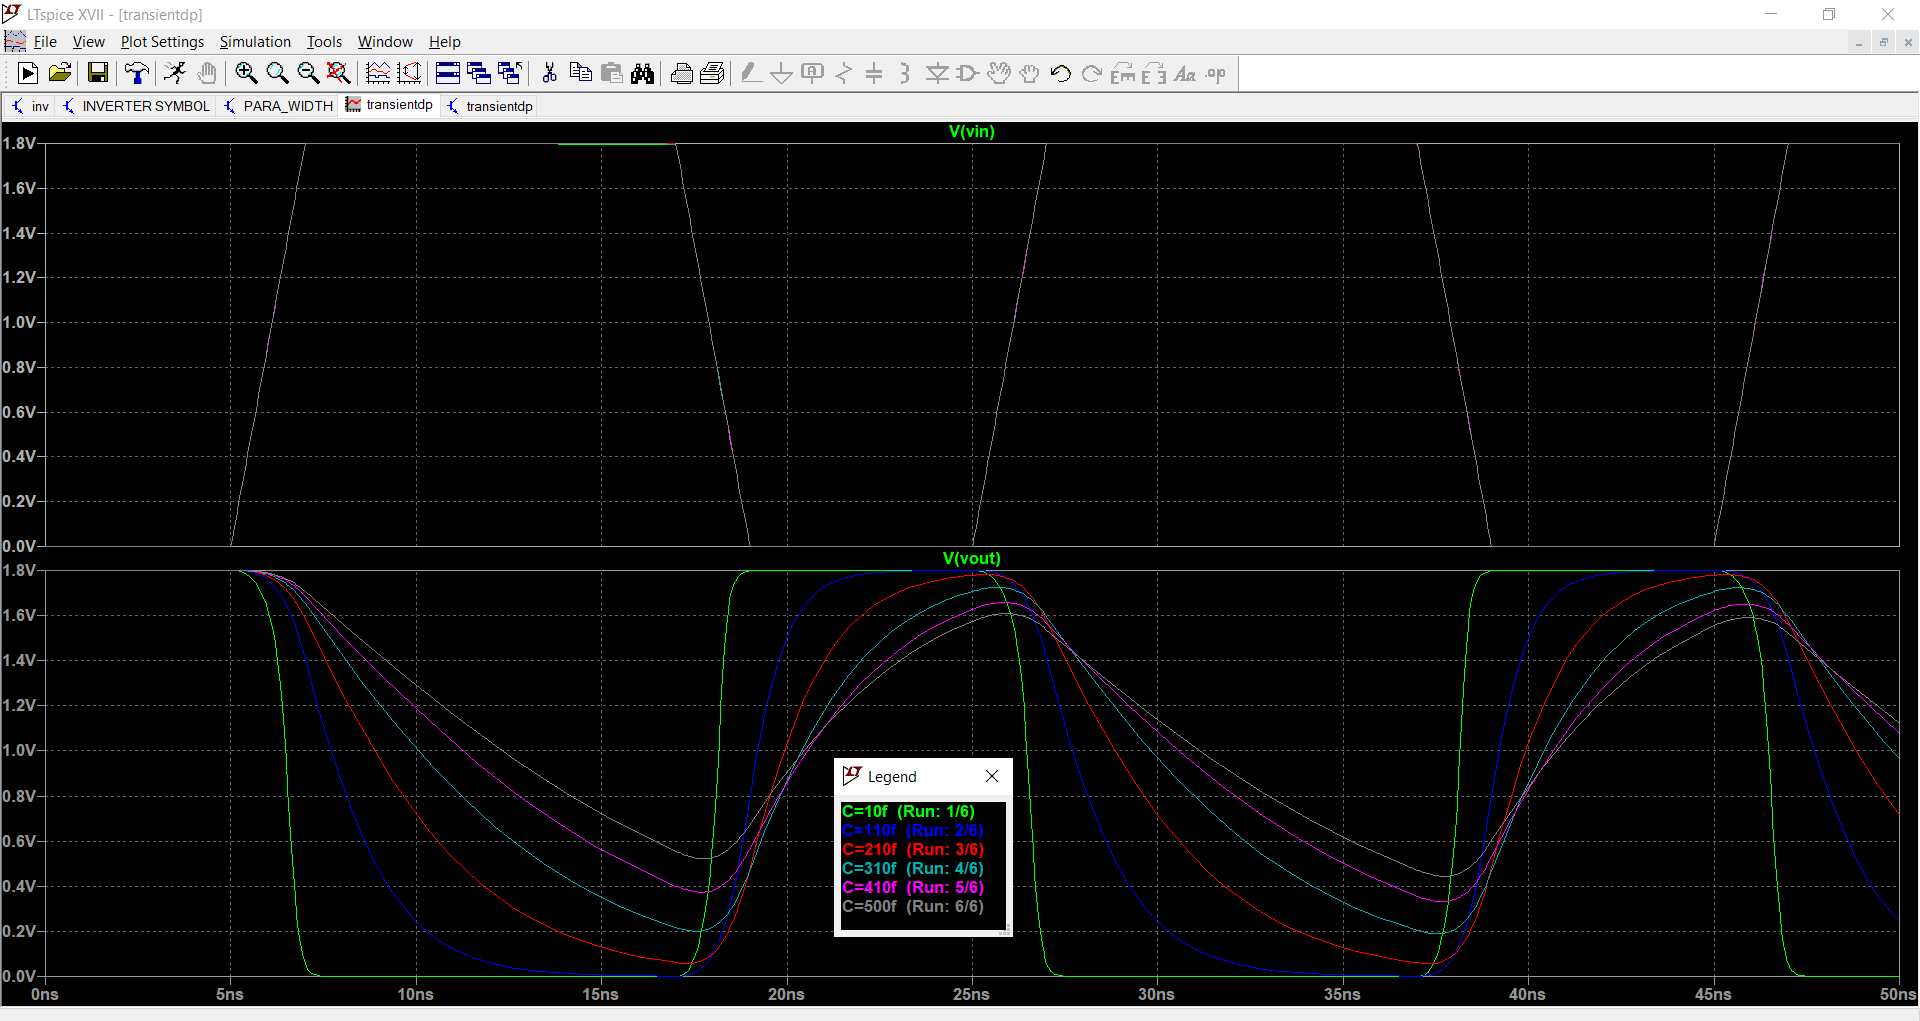 LTspice XVII - [transientdp]
File View Plot Settings Simulation Tools Window Help
inv INVERTER SYMBOL PARA_WIDTH transientdp transientdp
V(vin)
1.8V
1.6V
1.4V
1.2V
1.0V
0.8V
0.6V
0.4V
0.2V
0.0V
V(vout)
1.8V
1.6V
1.4V
1.2V
1.0V
0.8V
0.6V
0.4V
0.2V
0.0V
Legend
C=10f (Run: 1/6)
C=110f (Run: 2/6)
C=210f (Run: 3/6)
C=310f (Run: 4/6)
C=410f (Run: 5/6)
C=500f (Run: 6/6)
0ns 5ns 10ns 15ns 20ns 25ns 30ns 35ns 40ns 45ns 50ns